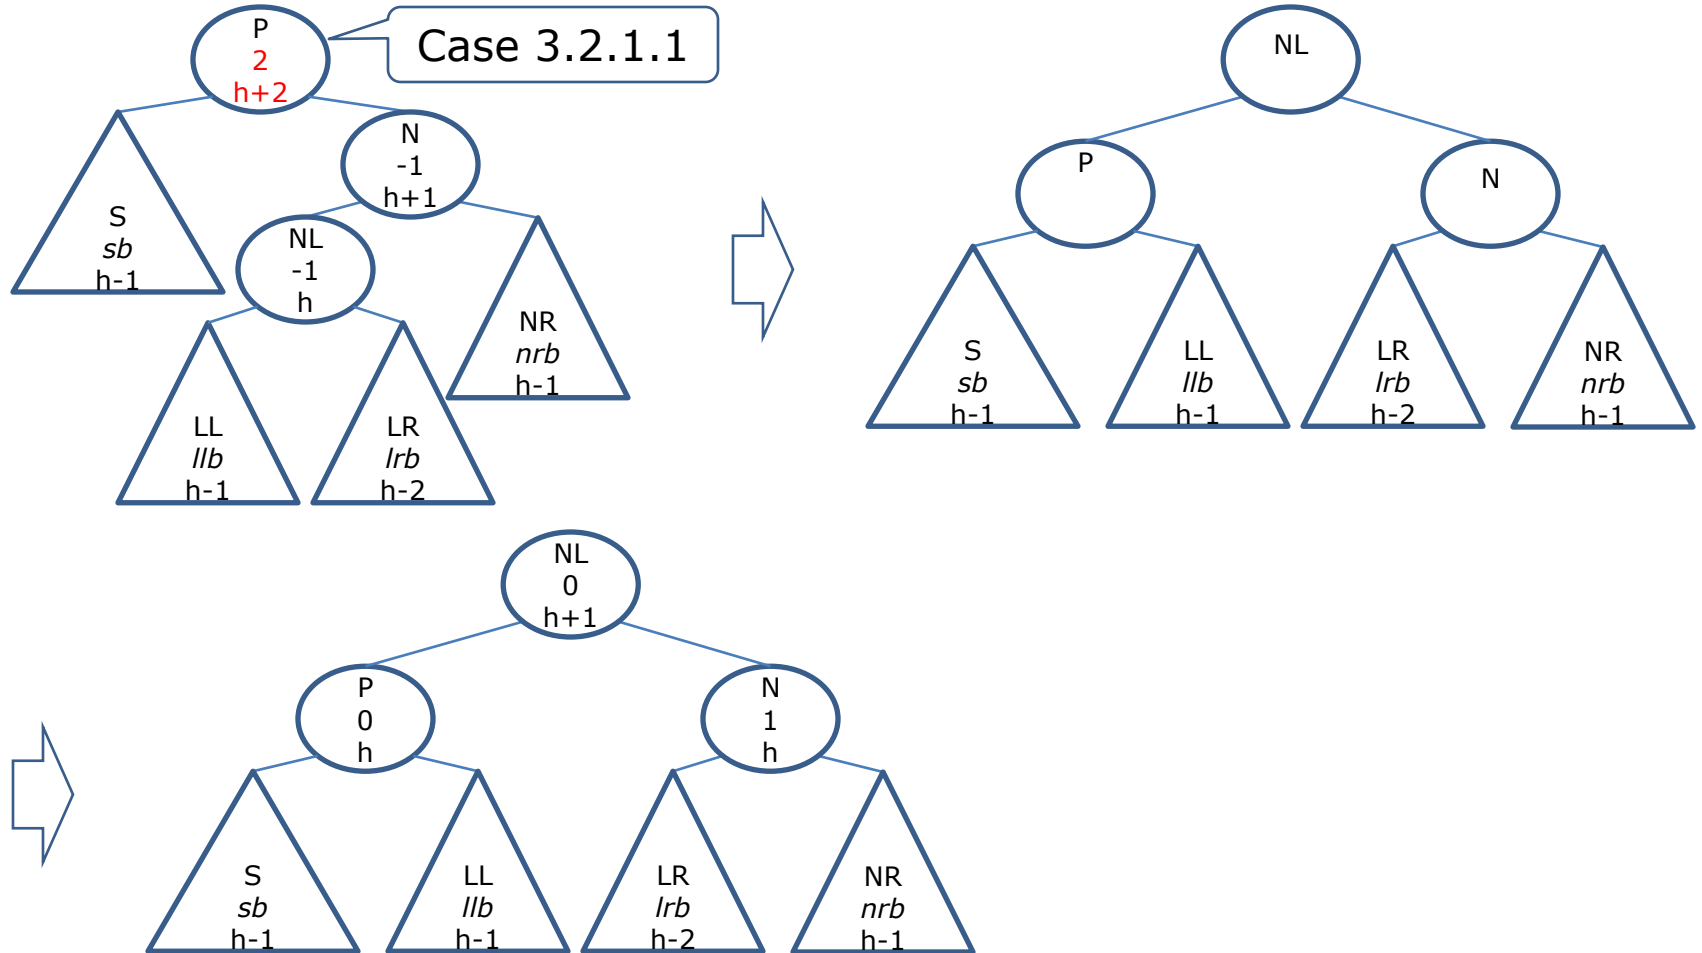 P
2
h+2
Case 3.2.1.1
N
-1
h+1
S
sb
h-1
NL
-1
h
NR
nrb
h-1
LL
llb
h-1
LR
lrb
h-2
NL
P
N
S
sb
h-1
LL
llb
h-1
LR
lrb
h-2
NR
nrb
h-1
NL
0
h+1
P
0
h
N
1
h
S
sb
h-1
LL
llb
h-1
LR
lrb
h-2
NR
nrb
h-1